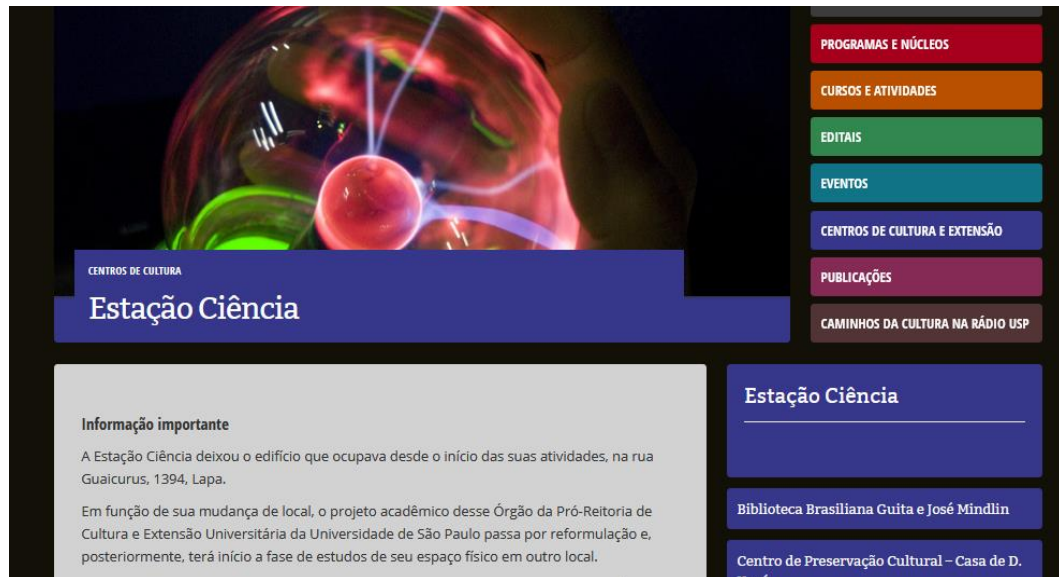 PROGRAMAS E NÚCLEOS
CURSOS E ATIVIDADES
EDITAIS
EVENTOS
CENTROS DE CULTURA E EXTENSÃO
PUBLICAÇÕES
CAMINHOS DA CULTURA NA RÁDIO USP
CENTROS DE CULTURA
Estação Ciência
Informação importante
A Estação Ciência deixou o edifício que ocupava desde o início das suas atividades, na rua
Guaicurus, 1394, Lapa.
Em função de sua mudança de local, o projeto acadêmico desse Órgão da Pró-Reitoria de
Cultura e Extensão Universitária da Universidade de São Paulo passa por reformulação e,
posteriormente, terá início a fase de estudos de seu espaço físico em outro local.
Estação Ciência
Biblioteca Brasiliana Guita e José Mindlin
Centro de Preservação Cultural – Casa de D.